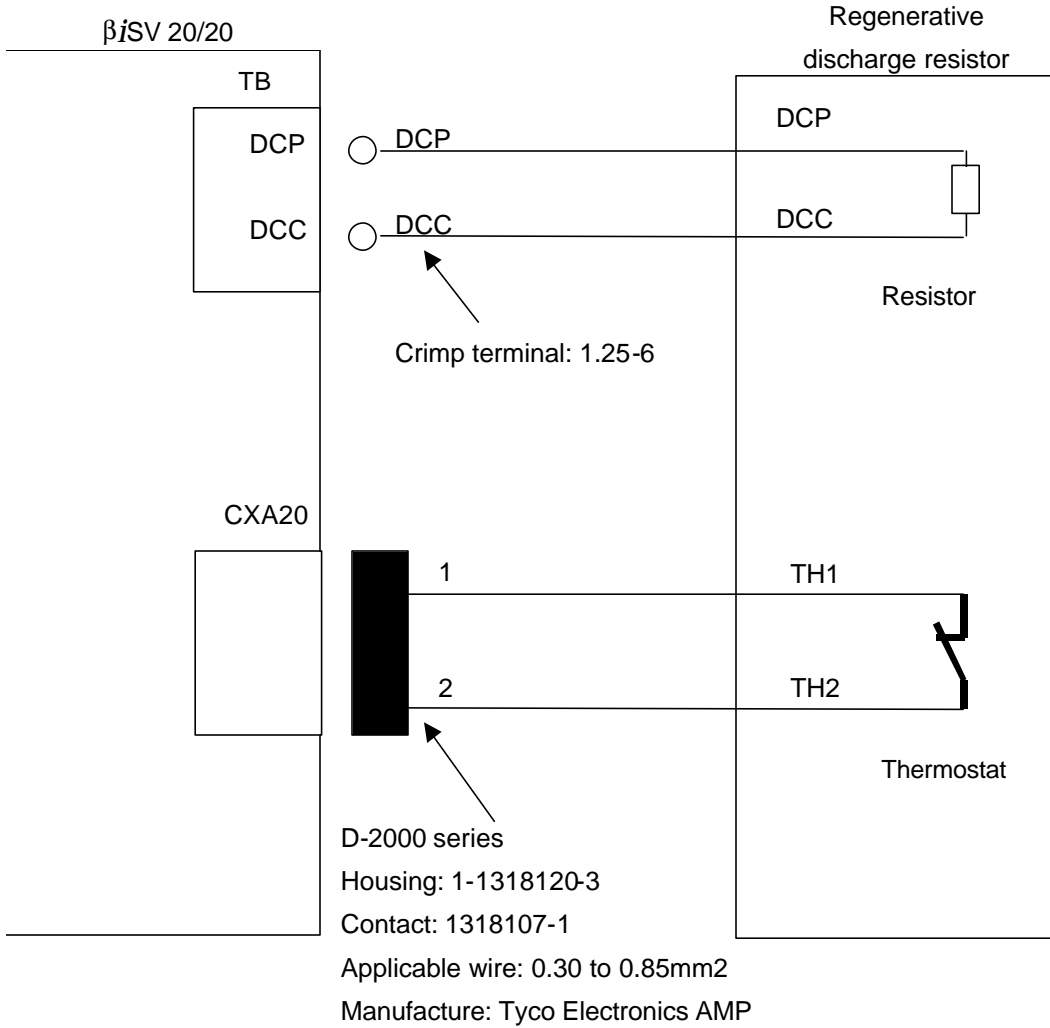 βiSV 20/20
Regenerative
discharge resistor
TB
DCP
DCP
DCP
DCC
DCC
DCC
Resistor
Crimp terminal: 1.25-6
CXA20
1
TH1
2
TH2
Thermostat
D-2000 series
Housing: 1-1318120-3
Contact: 1318107-1
Applicable wire: 0.30 to 0.85mm2
Manufacture: Tyco Electronics AMP